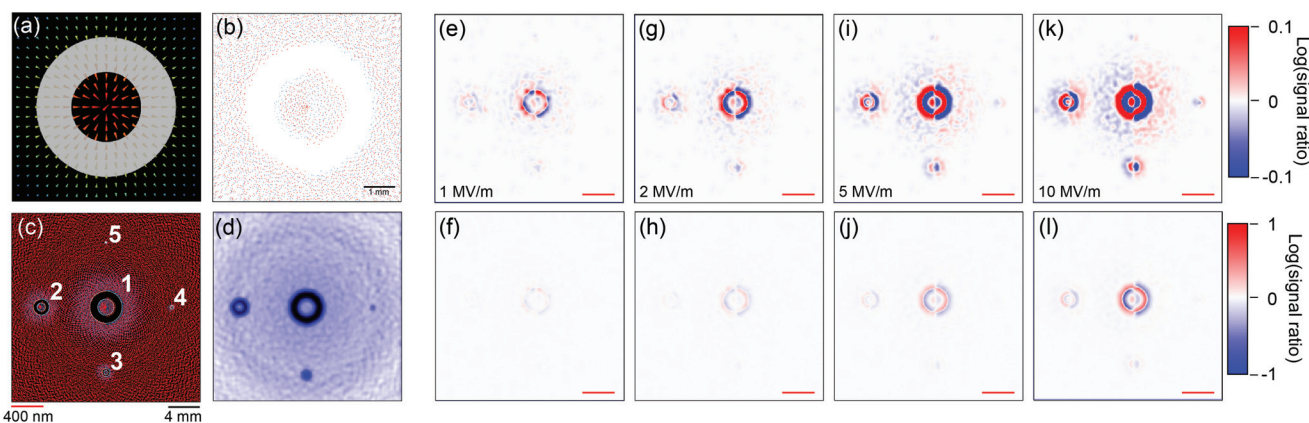 (a)
(b)
1 mm
(c)
5
1
2
4
3
400 nm
4 mm
(d)
(e)
1 MV/m
(g)
2 MV/m
(i)
5 MV/m
(k)
10 MV/m
0.1
0
-0.1
Log(signal ratio)
(f)
(h)
(j)
(l)
1
0
-1
Log(signal ratio)